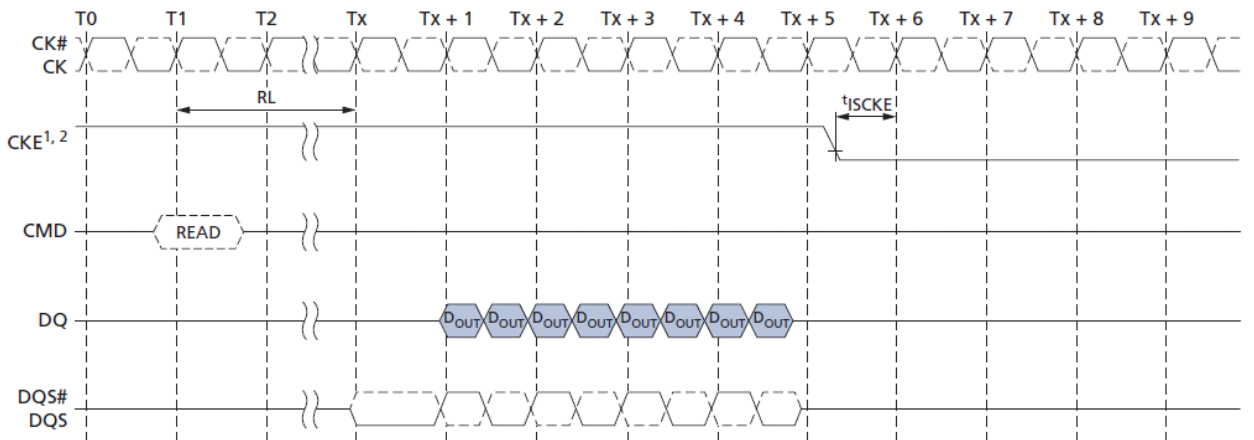 T0 T1 T2 Tx Tx + 1 Tx + 2 Tx + 3 Tx + 4 Tx + 5 Tx + 6 Tx + 7 Tx + 8 Tx + 9
CK#
CK
RL
tISCKE
CKE1, 2
CMD READ
DQ DOUT DOUT DOUT DOUT DOUT DOUT DOUT DOUT
DQS#
DQS